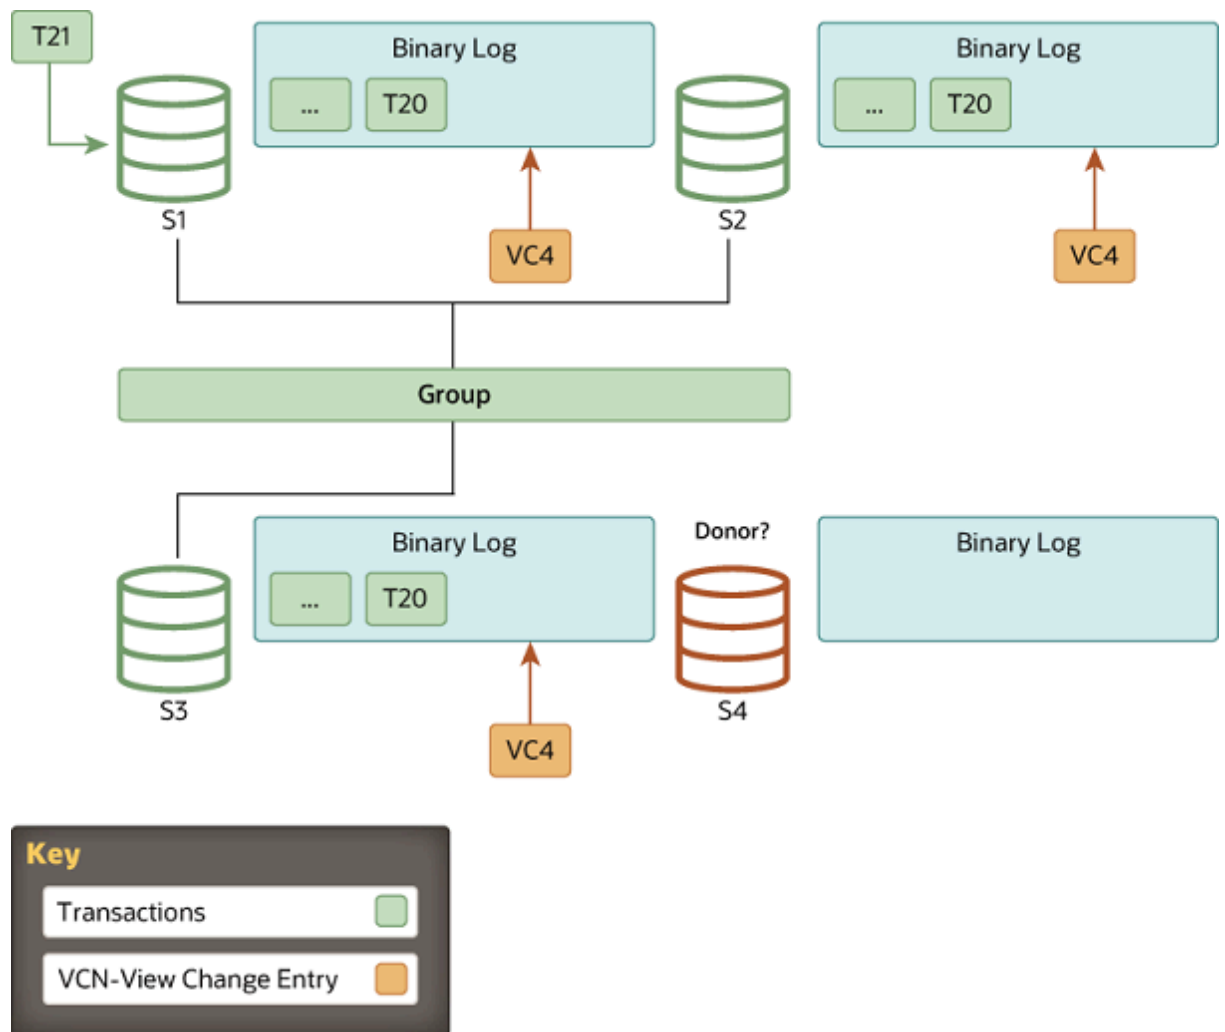 T21
Binary Log
... T20
S1
VC4
Binary Log
... T20
S2
VC4
Group
Binary Log
... T20
S3
VC4
Donor?
S4
Binary Log
Key
Transactions
VCN-View Change Entry